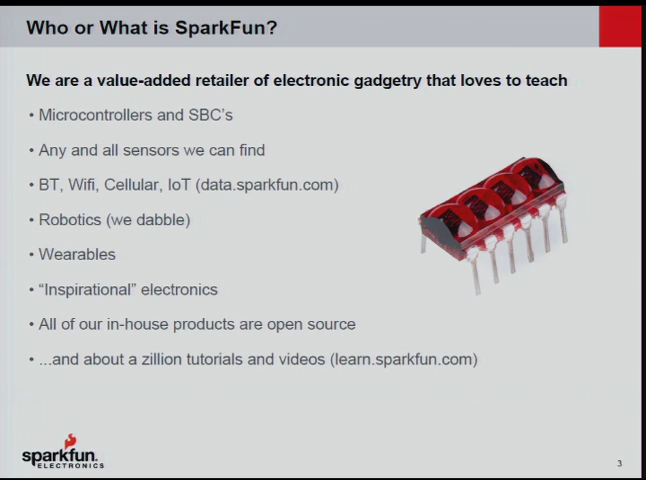 Who or What is SparkFun?
We are a value-added retailer of electronic gadgetry that loves to teach
• Microcontrollers and SBC's
• Any and all sensors we can find
• BT, Wifi, Cellular, IoT (data.sparkfun.com)
• Robotics (we dabble)
• Wearables
• “Inspirational” electronics
• All of our in-house products are open source
• ...and about a zillion tutorials and videos (learn.sparkfun.com)
sparkfun.
ELECTRONICS
3